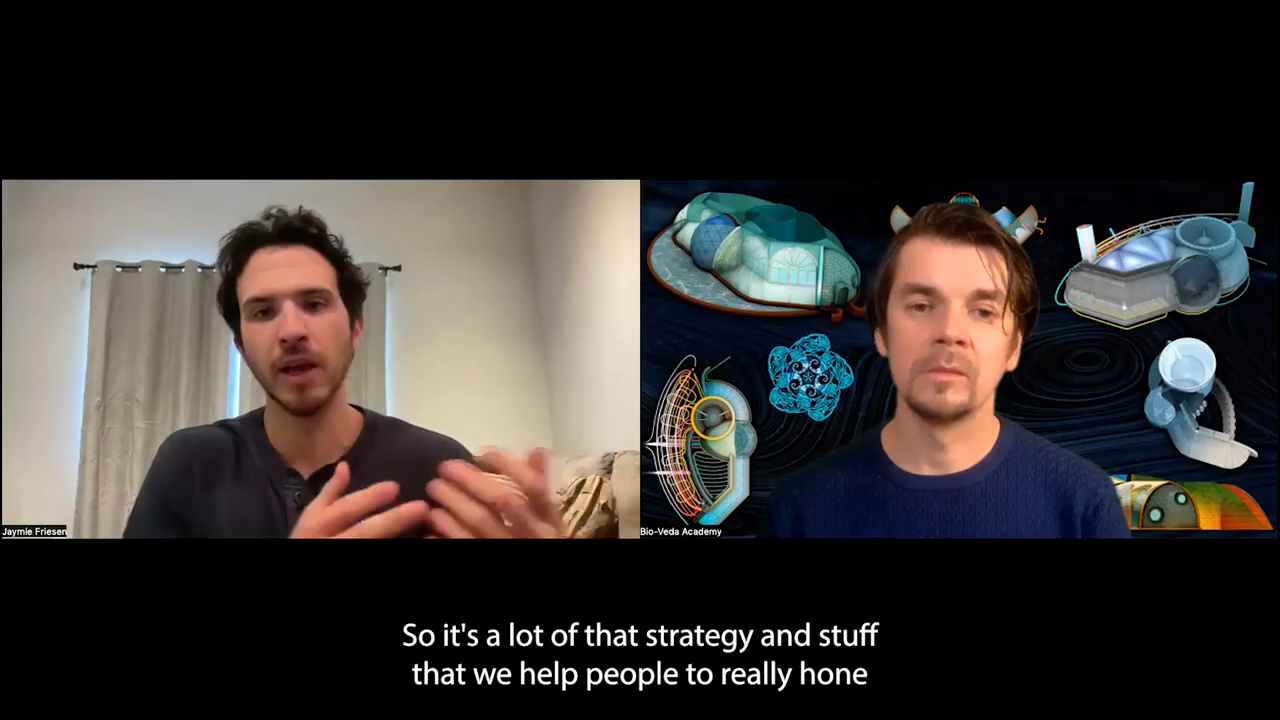 Jaymie Friesen
Bio-Veda Academy
So it's a lot of that strategy and stuff
that we help people to really hone